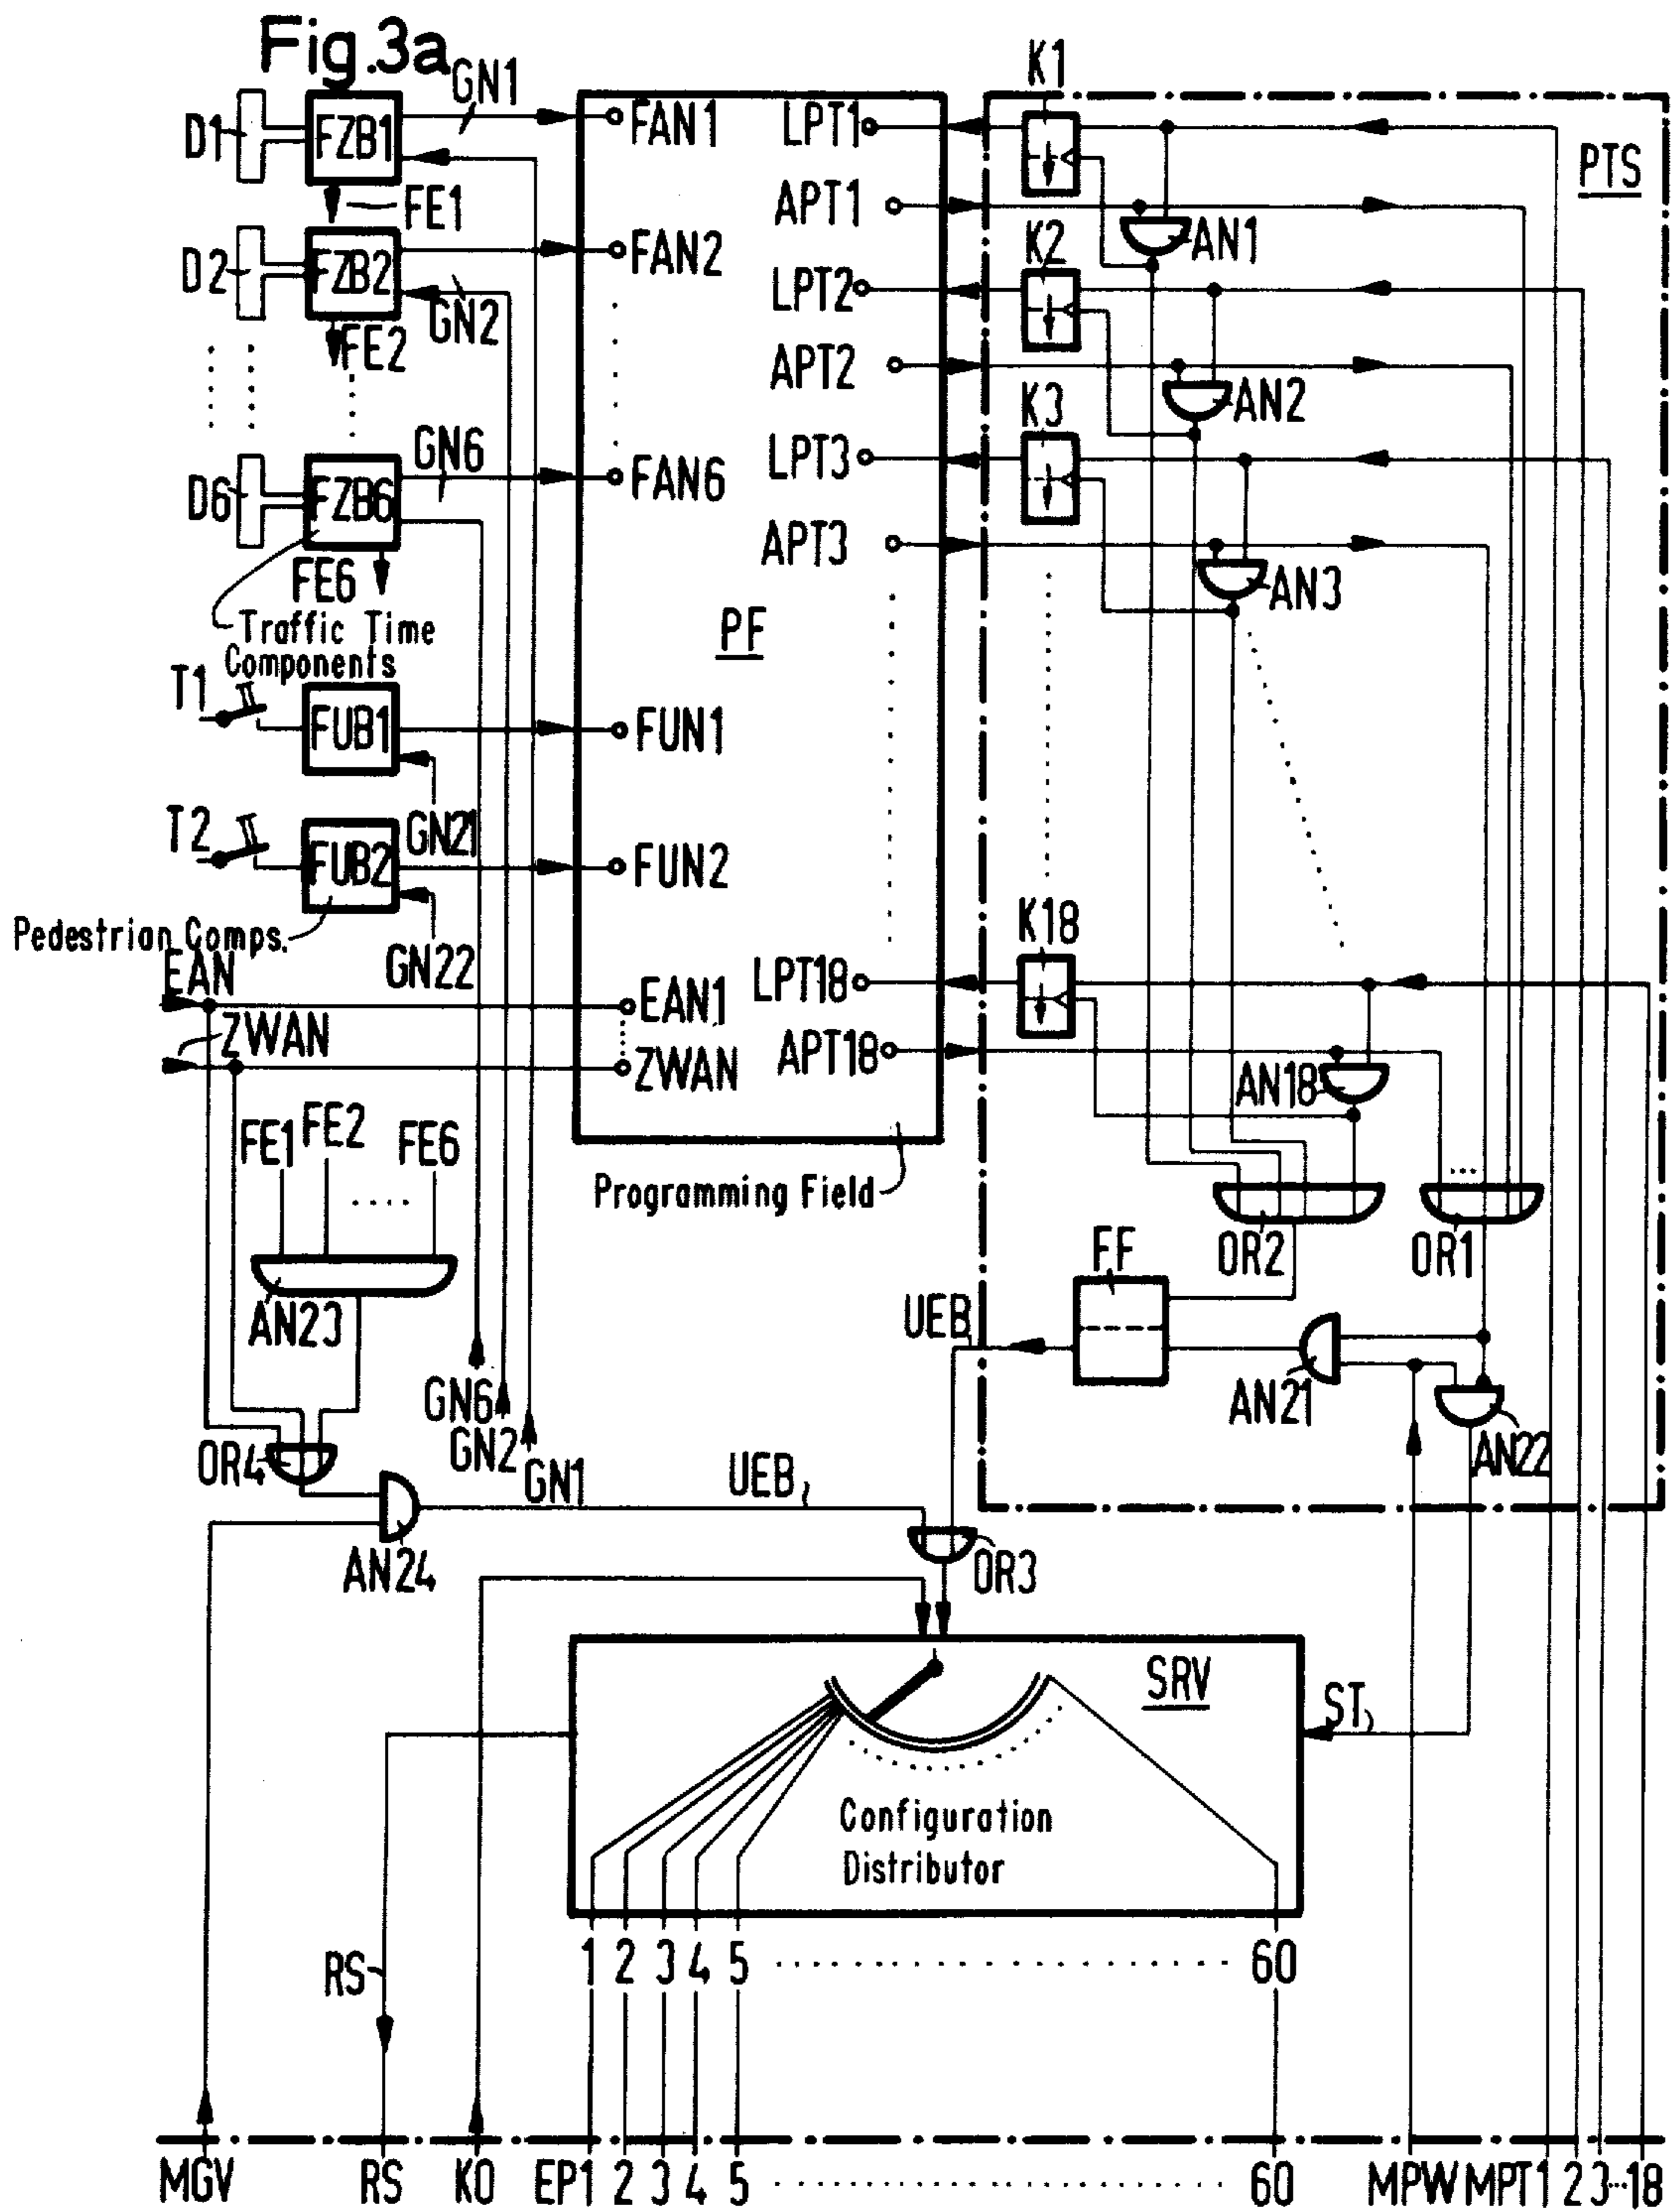 Fig.3a
GN1
K1
D1
FZB1
FAN1
LPT1
PTS
FE1
APT1
AN1
D2
FZB2
FAN2
K2
LPT2
GN2
FE2
APT2
AN2
K3
GN6
LPT3
D6
FZB6
FAN6
APT3
AN3
FE6
Traffic Time
Components
PF
T1
FUB1
FUN1
T2
GN21
FUB2
FUN2
Pedestrian Comps.
K18
EAN
GN22
LPT18
EAN1
ZWAN
APT18
ZWAN
AN18
FE1 FE2 FE6
Programming Field
OR2
OR1
FF
AN23
UEB
GN6
AN21
GN2
AN22
OR4
GN1
UEB
AN24
OR3
SRV
ST
Configuration
Distributor
RS
1 2 3 4 5 60
MGV RS KO EP1 2 3 4 5 60 MPW MPT1 2 3 18